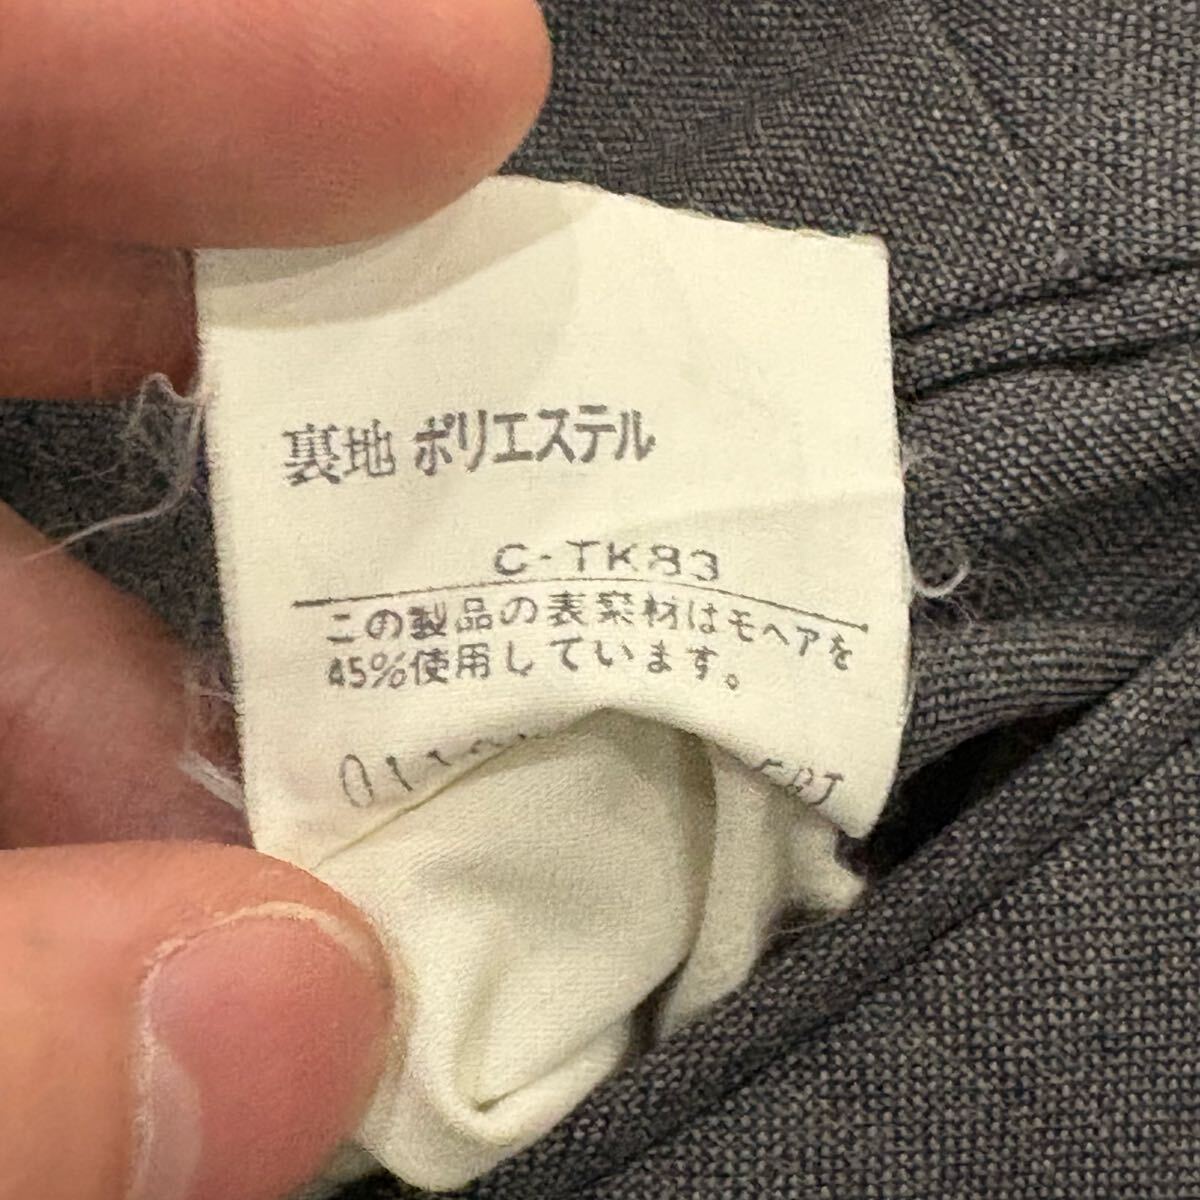 裏地 ポリエステル
C-TK83
この製品の表素材はモヘアを
45%使用しています。